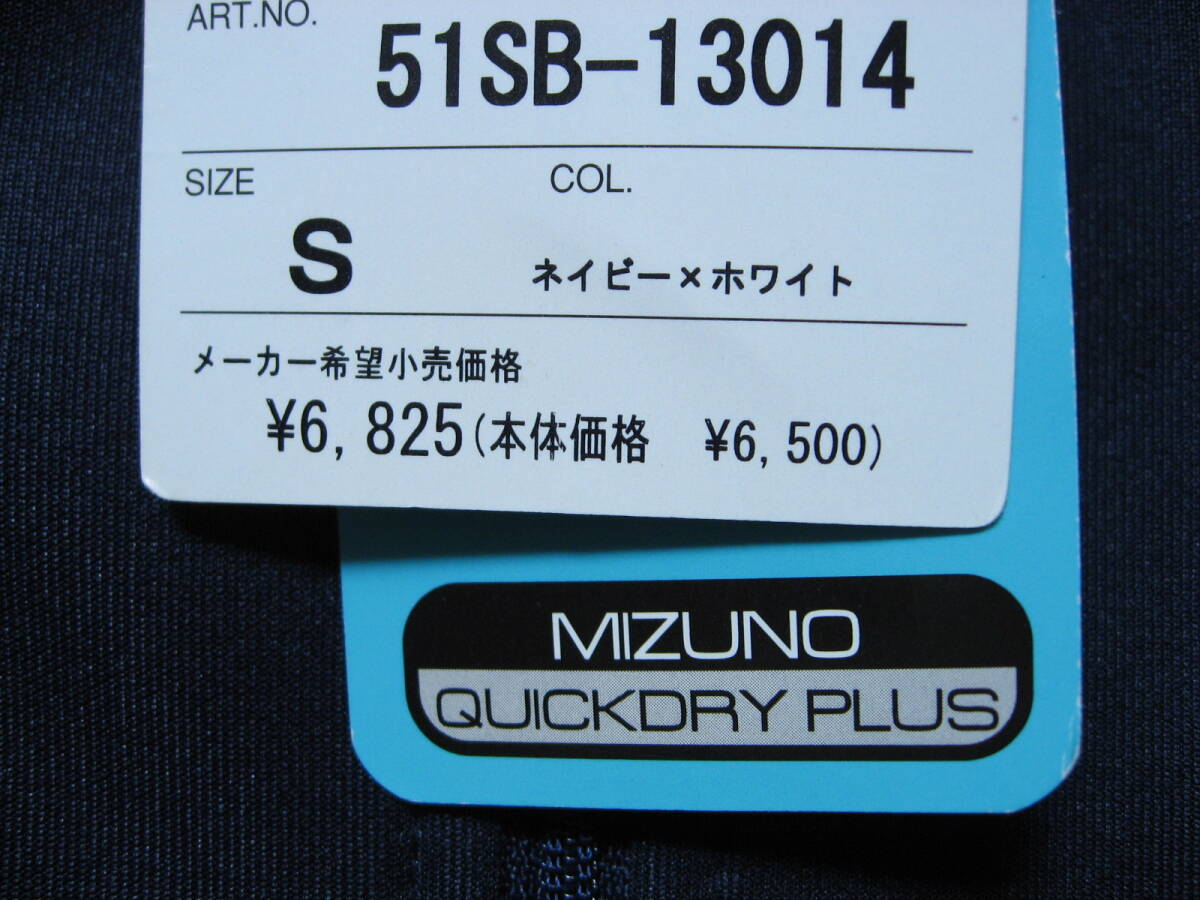 ART.NO.
51SB-13014
SIZE COL.
S ネイビー×ホワイト
メーカー希望小売価格
¥6,825(本体価格 ¥6,500)
MIZUNO
QUICKDRY PLUS